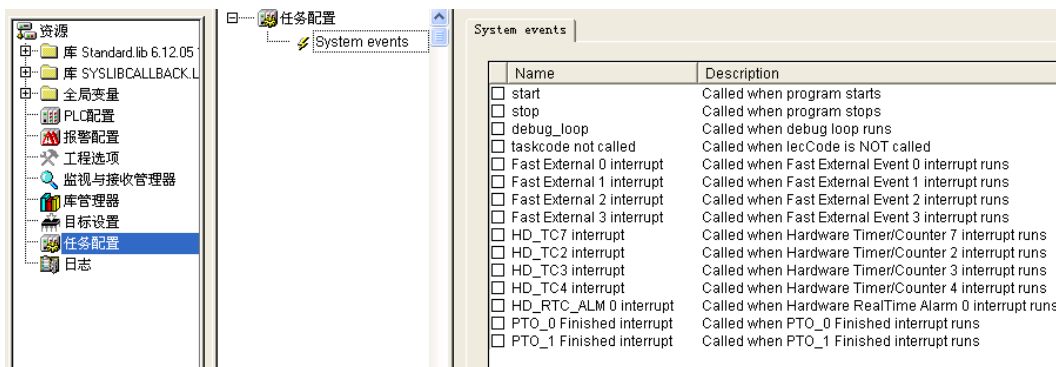 资源
库 Standard.lib 6.12.05
库 SYSLIBCALLBACK.L
全局变量
PLC配置
报警配置
工程选项
监视与接收管理器
库管理器
目标设置
任务配置
日志
任务配置
System events
System events
Name Description
start Called when program starts
stop Called when program stops
debug_loop Called when debug loop runs
taskcode not called Called when IecCode is NOT called
Fast External 0 interrupt Called when Fast External Event 0 interrupt runs
Fast External 1 interrupt Called when Fast External Event 1 interrupt runs
Fast External 2 interrupt Called when Fast External Event 2 interrupt runs
Fast External 3 interrupt Called when Fast External Event 3 interrupt runs
HD_TC7 interrupt Called when Hardware Timer/Counter 7 interrupt runs
HD_TC2 interrupt Called when Hardware Timer/Counter 2 interrupt runs
HD_TC3 interrupt Called when Hardware Timer/Counter 3 interrupt runs
HD_TC4 interrupt Called when Hardware Timer/Counter 4 interrupt runs
HD_RTC_ALM 0 interrupt Called when Hardware RealTime Alarm 0 interrupt runs
PTO_0 Finished interrupt Called when PTO_0 Finished interrupt runs
PTO_1 Finished interrupt Called when PTO_1 Finished interrupt runs